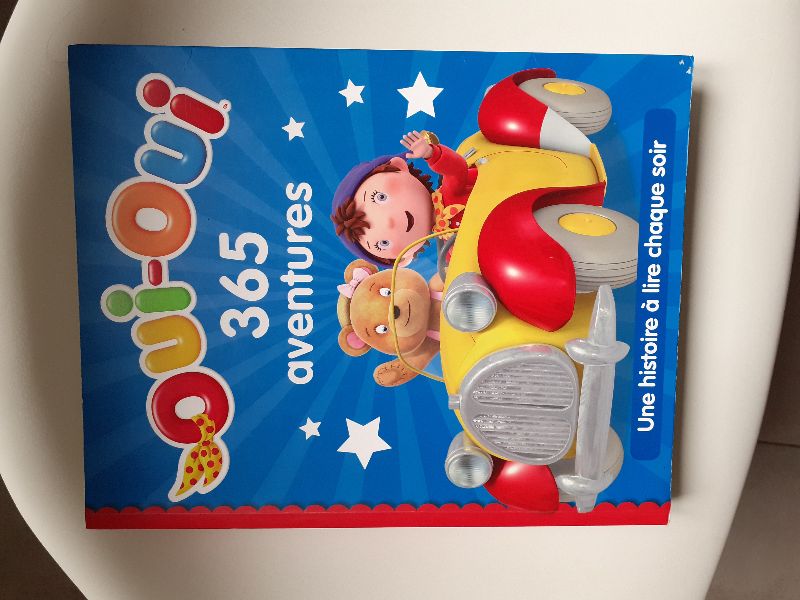 Oui-Oui®
365
aventures
Une histoire à lire chaque soir